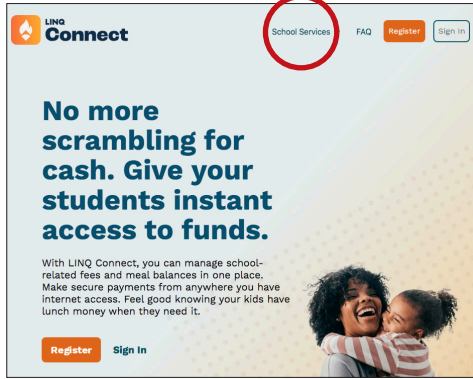 LINQ
Connect
School Services
FAQ
Register
Sign In
No more
scrambling for
cash. Give your
students instant
access to funds.
With LINQ Connect, you can manage school-
related fees and meal balances in one place.
Make secure payments from anywhere you have
internet access. Feel good knowing your kids have
lunch money when they need it.
Register
Sign In